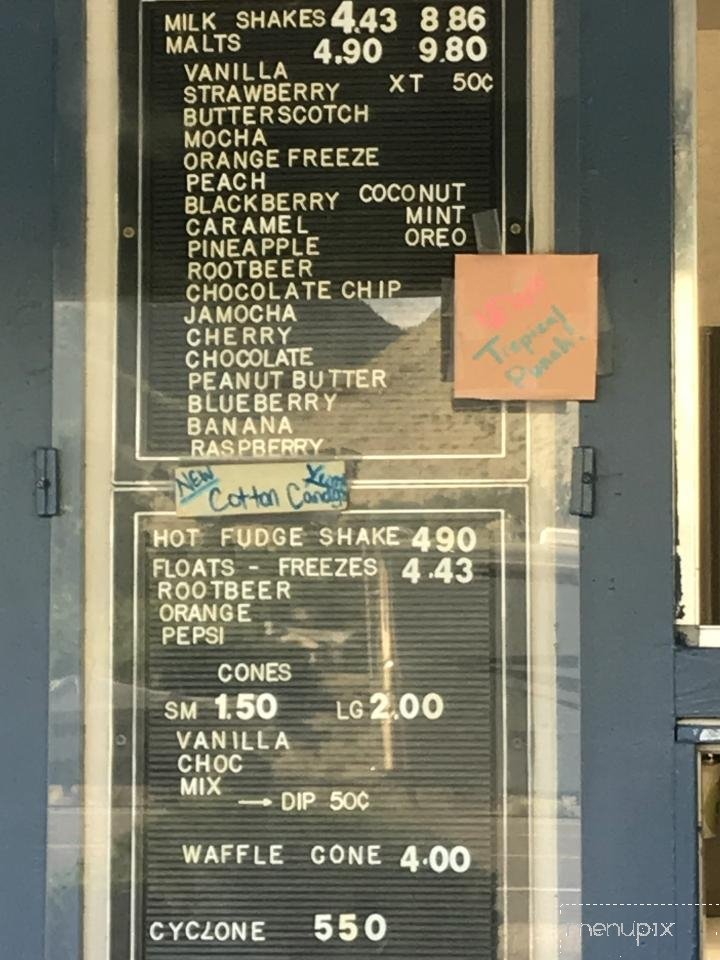 MILK SHAKES 4.43 8.86
MALTS 4.90 9.80
VANILLA XT 50¢
STRAWBERRY
BUTTERSCOTCH
MOCHA
ORANGE FREEZE
PEACH
BLACKBERRY COCONUT
CARAMEL MINT
PINEAPPLE OREO
ROOTBEER
CHOCOLATE CHIP
JAMOCHA
CHERRY
CHOCOLATE
PEANUT BUTTER
BLUEBERRY
BANANA
RASPBERRY
Tropical
Punch!
NEW Yum
Cotton Candy
HOT FUDGE SHAKE 490
FLOATS - FREEZES 4.43
ROOTBEER
ORANGE
PEPSI
CONES
SM 1.50 LG 2.00
VANILLA
CHOC
MIX
→ DIP 50¢
WAFFLE CONE 4.00
CYCLONE 550
menupix